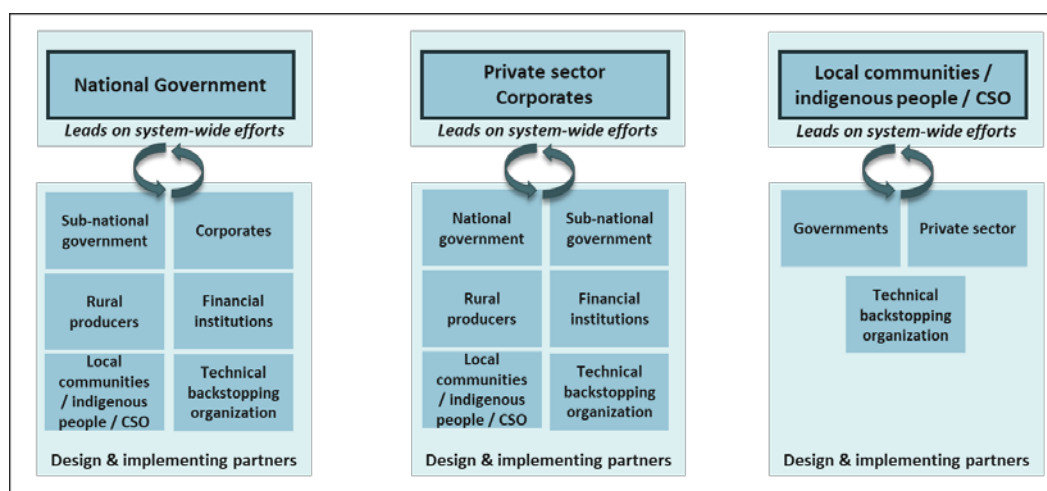 National Government
Leads on system-wide efforts
Sub-national
government
Corporates
Rural
producers
Financial
institutions
Local
communities
/ indigenous
people / CSO
Technical
backstopping
organization
Design & implementing partners
Private sector
Corporates
Leads on system-wide efforts
National
government
Sub-national
government
Rural
producers
Financial
institutions
Local
communities
/ indigenous
people / CSO
Technical
backstopping
organization
Design & implementing partners
Local communities /
indigenous people / CSO
Leads on system-wide efforts
Governments
Private sector
Technical
backstopping
organization
Design & implementing partners